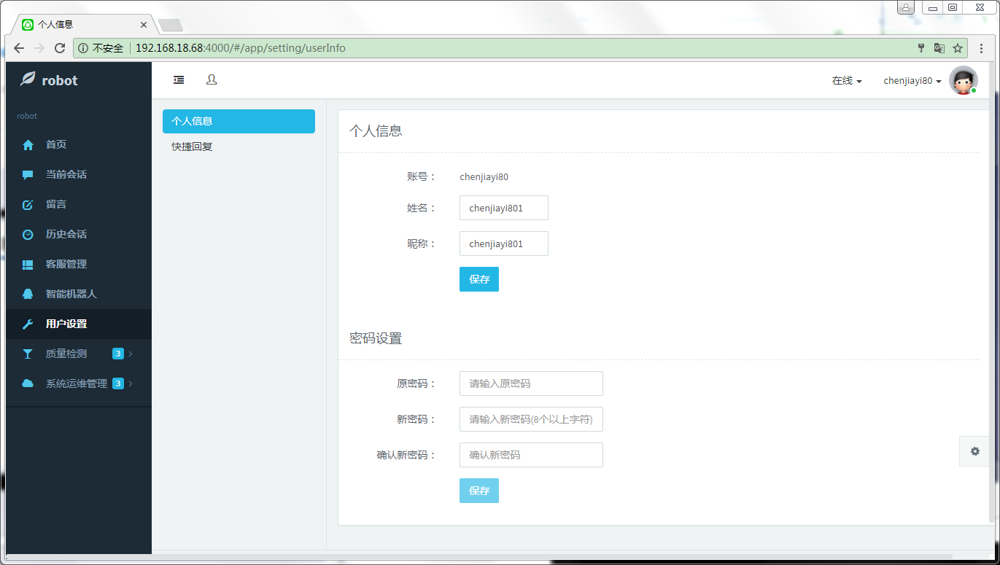 个人信息
不安全 192.168.18.68:4000/#/app/setting/userInfo
robot
在线 chenjiayi80
robot
首页
当前会话
留言
历史会话
客服管理
智能机器人
用户设置
质量检测 3
系统运维管理 3
个人信息
快捷回复
个人信息
账号： chenjiayi80
姓名： chenjiayi801
昵称： chenjiayi801
保存
密码设置
原密码： 请输入原密码
新密码： 请输入新密码(8个以上字符)
确认新密码： 确认新密码
保存